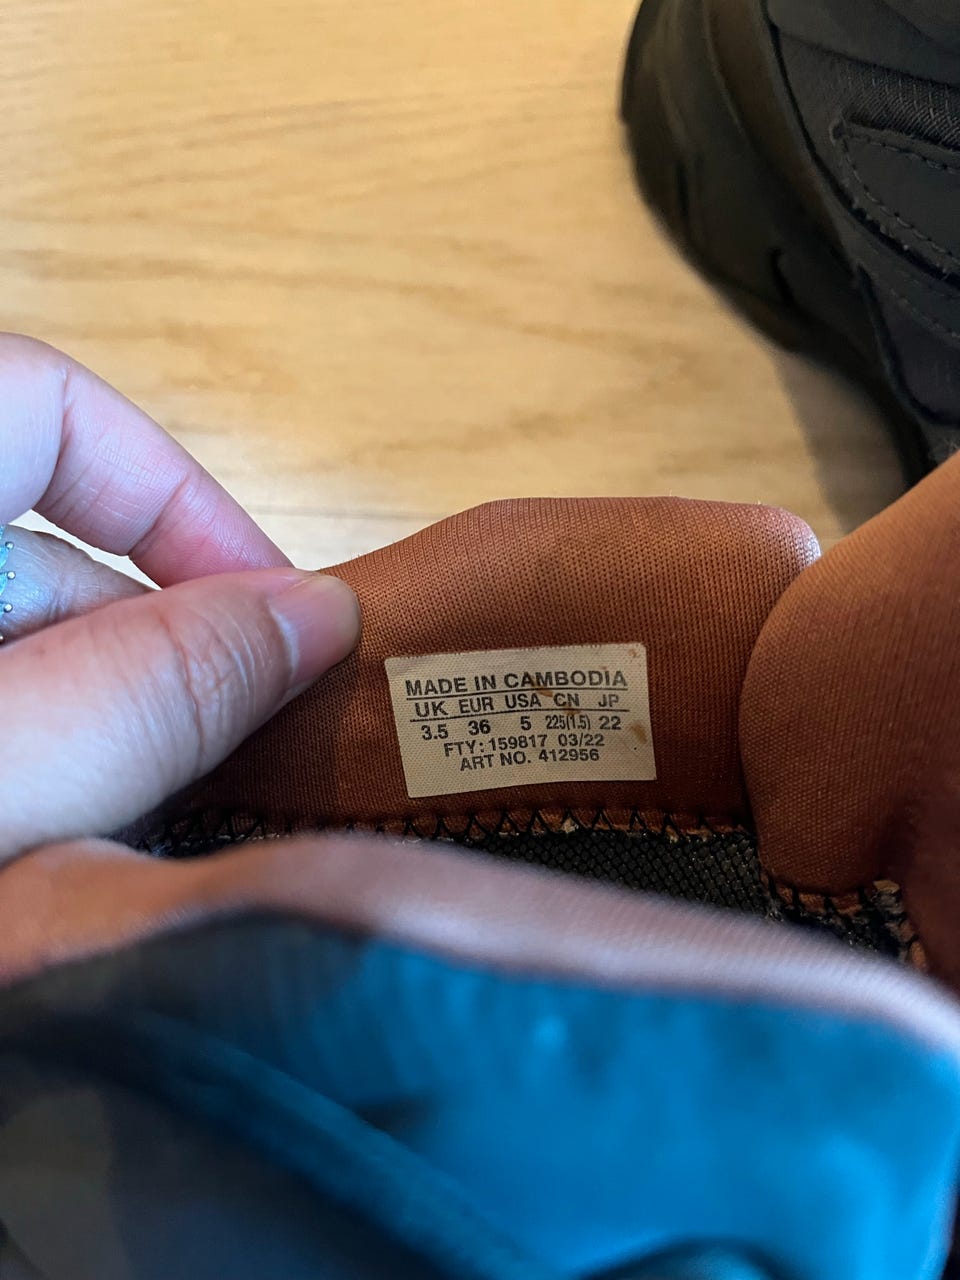 MADE IN CAMBODIA
UK EUR USA CN JP
3.5 36 5 225(1.5) 22
FTY: 159817 03/22
ART NO. 412956